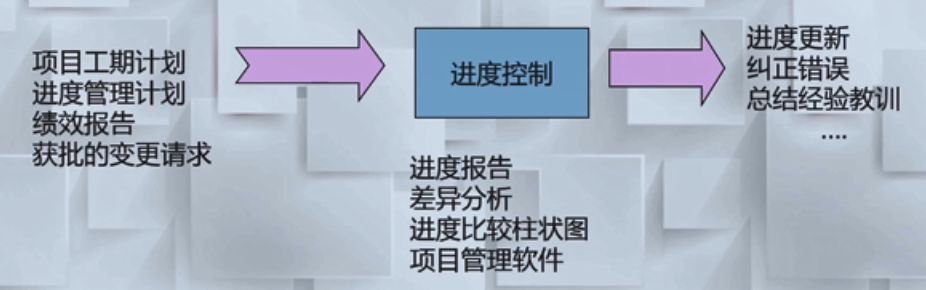 项目工期计划
进度管理计划
绩效报告
获批的变更请求
进度控制
进度报告
差异分析
进度比较柱状图
项目管理软件
进度更新
纠正错误
总结经验教训
....